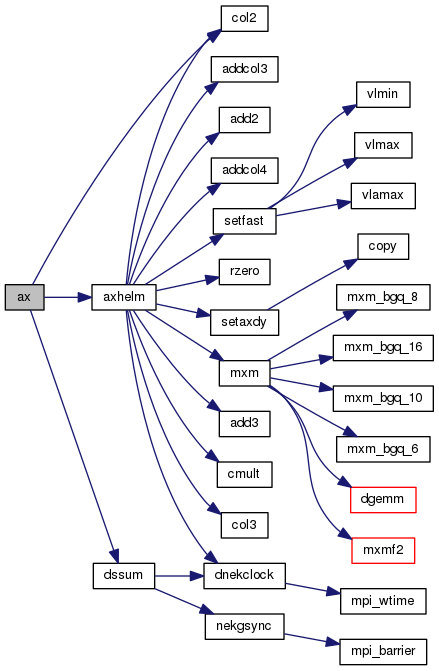 col2
addcol3
vlmin
add2
vlmax
addcol4
vlamax
setfast
copy
rzero
ax
axhelm
mxm_bgq_8
setaxdy
mxm_bgq_16
mxm
mxm_bgq_10
add3
mxm_bgq_6
cmult
dgemm
col3
mxmf2
dssum
dnekclock
mpi_wtime
nekgsync
mpi_barrier